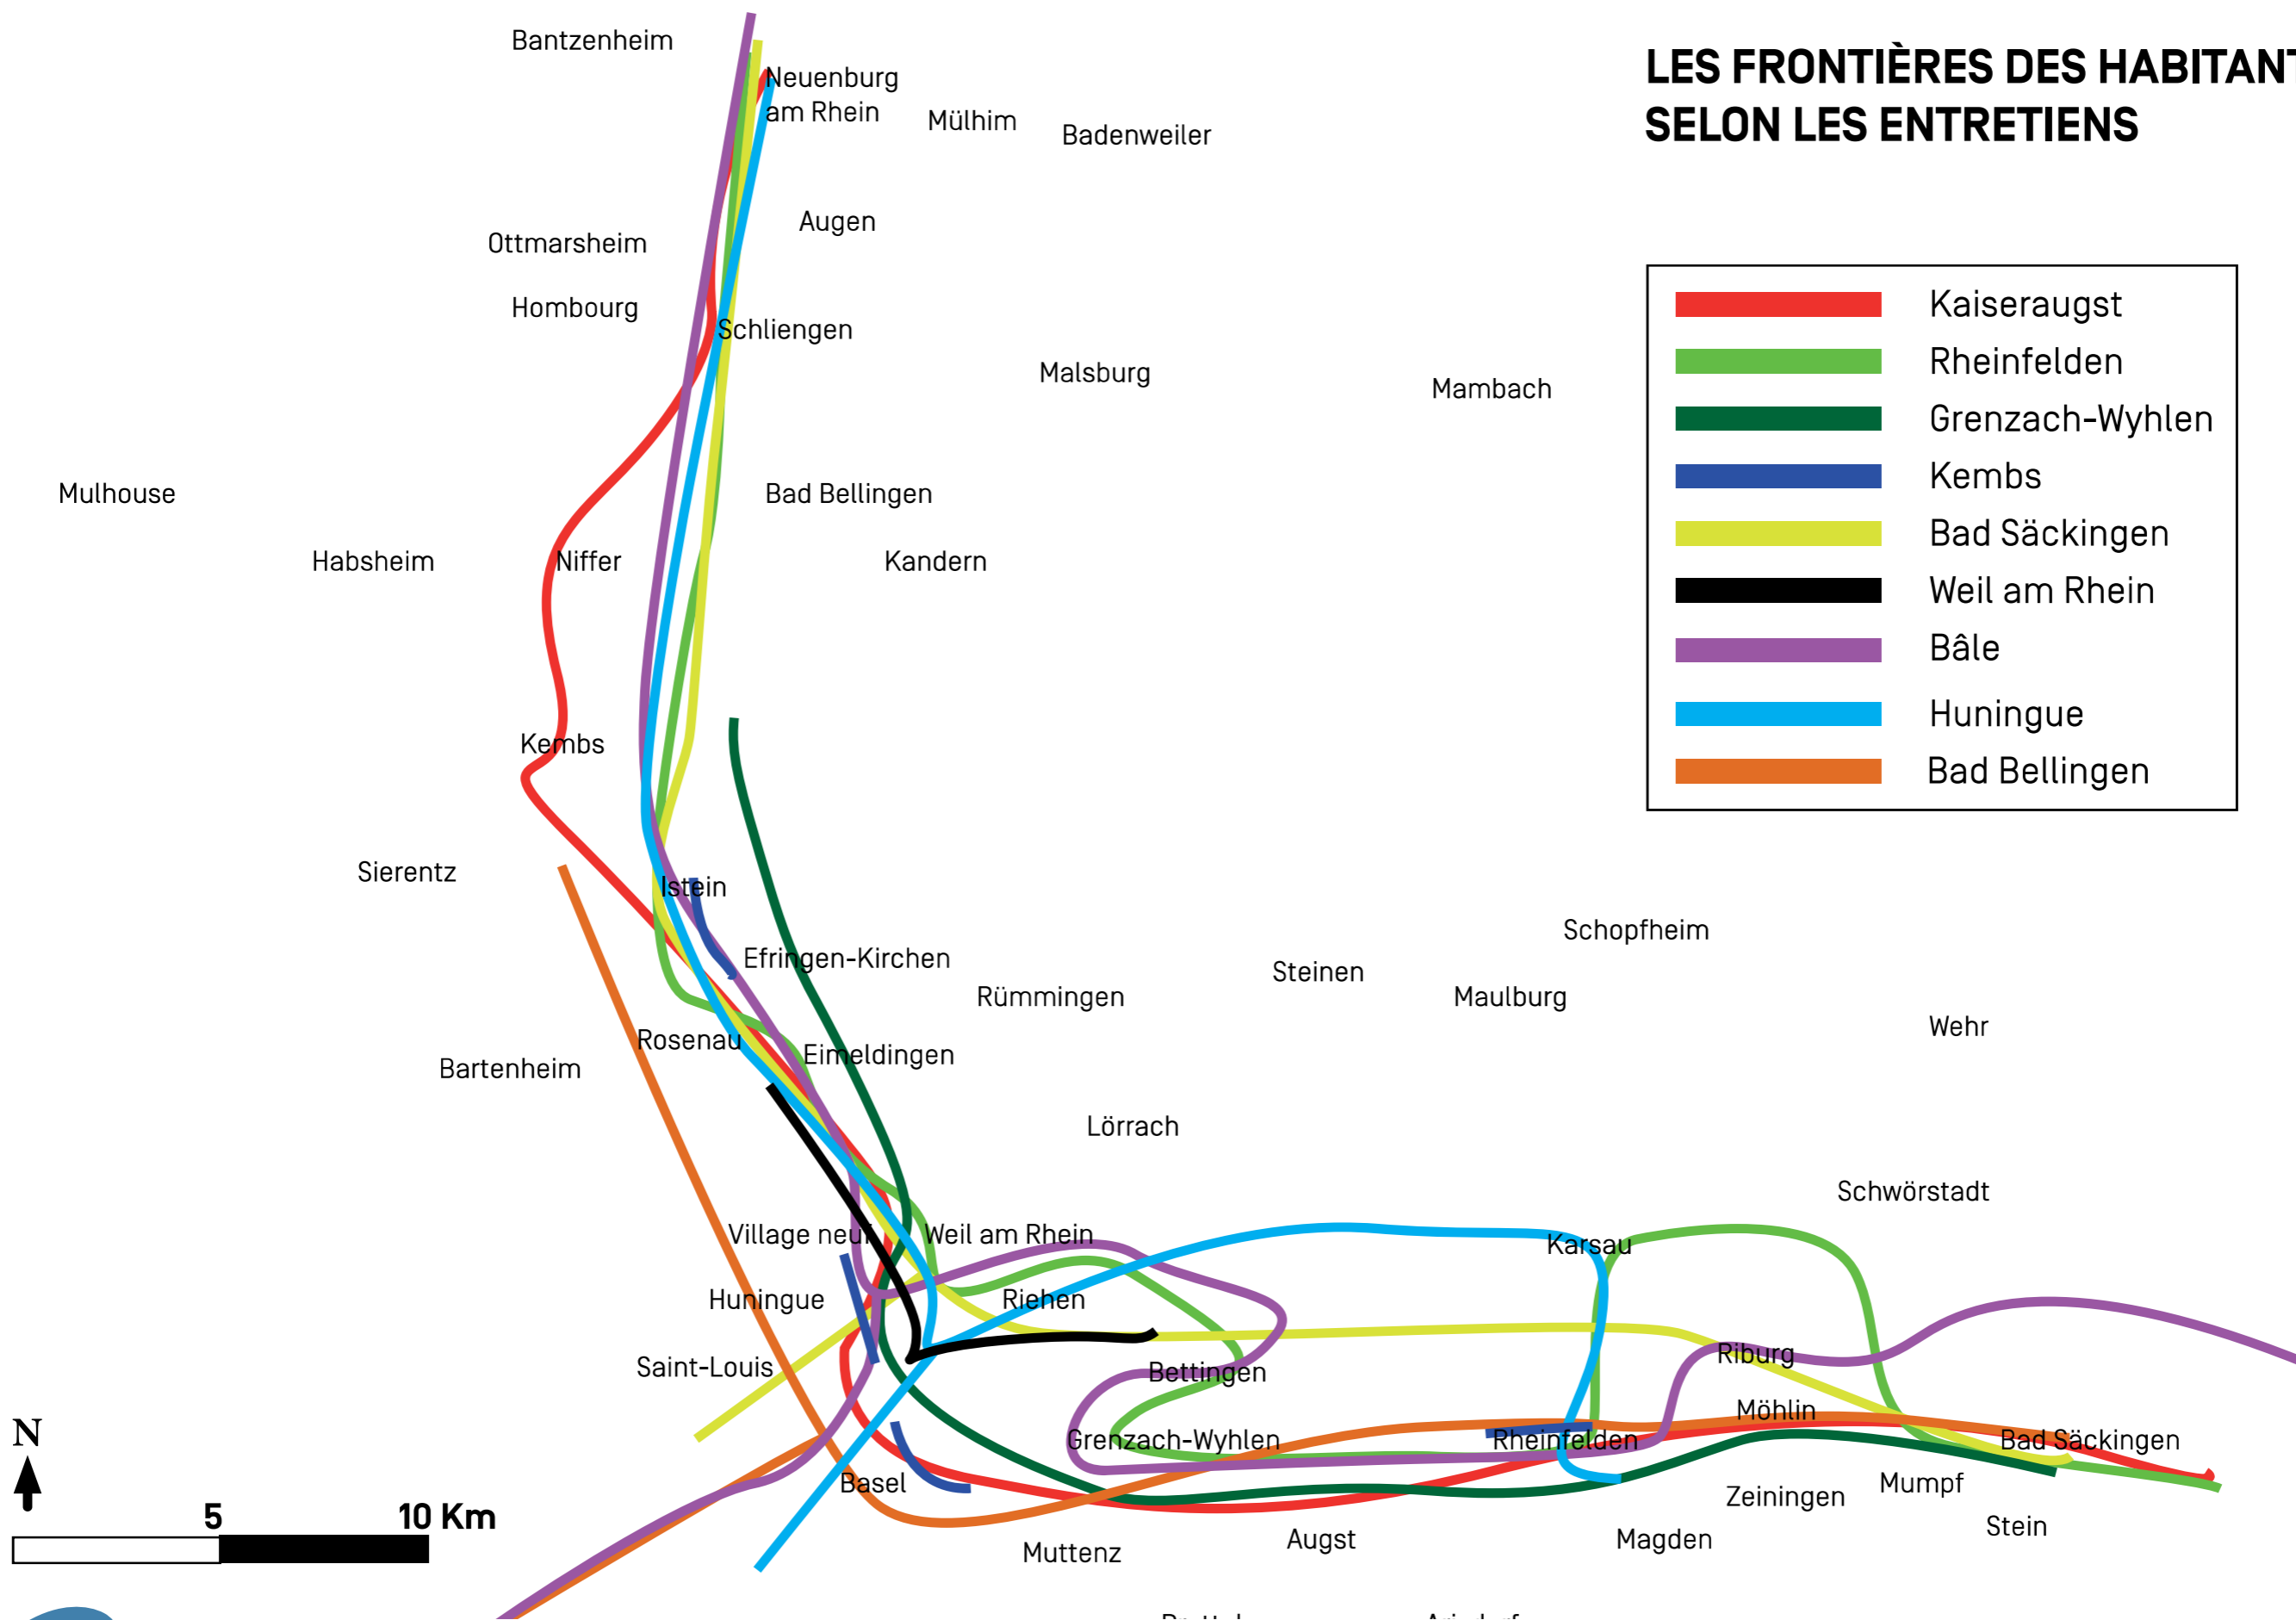 LES FRONTIÈRES DES HABITANT
SELON LES ENTRETIENS
Bantzenheim
Neuenburg
am Rhein
Mülhim
Badenweiler
Augen
Ottmarsheim
Hombourg
Schliengen
Malsburg
Mambach
Kaiseraugst
Rheinfelden
Grenzach-Wyhlen
Kembs
Bad Säckingen
Weil am Rhein
Bâle
Huningue
Bad Bellingen
Mulhouse
Bad Bellingen
Habsheim
Niffer
Kandern
Kembs
Sierentz
Istein
Efringen-Kirchen
Schopfheim
Steinen
Rümmingen
Maulburg
Wehr
Rosenau
Eimeldingen
Bartenheim
Lörrach
Schwörstadt
Village neuf
Weil am Rhein
Karsau
Huningue
Riehen
Saint-Louis
Bettingen
Riburg
Möhlin
Grenzach-Wyhlen
Rheinfelden
Bad Säckingen
Basel
Zeiningen
Mumpf
Stein
Muttenz
Augst
Magden
N
5 10 Km